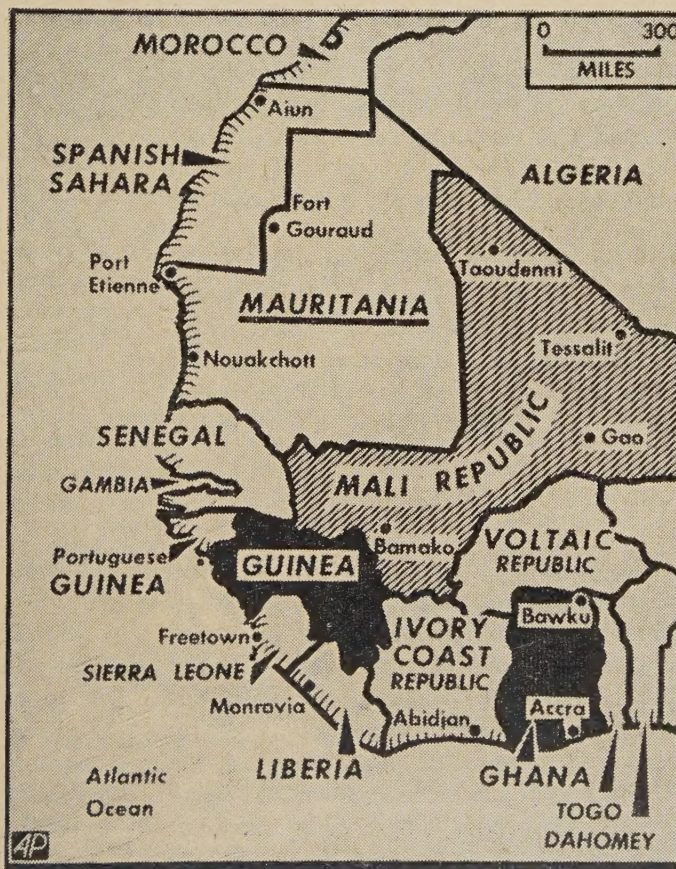 0 300
MILES
MOROCCO
Aiun
SPANISH
SAHARA
ALGERIA
Fort
Gouraud
Port
Etienne
Taoudenni
MAURITANIA
Tessalit
Nouakchott
SENEGAL
Gao
MALI REPUBLIC
GAMBIA
Bamako
VOLTAIC
REPUBLIC
Portuguese
GUINEA
GUINEA
Bawku
Freetown
IVORY
COAST
REPUBLIC
SIERRA LEONE
Monrovia
Abidjan
Accra
LIBERIA
GHANA
Atlantic
Ocean
TOGO
DAHOMEY
AP